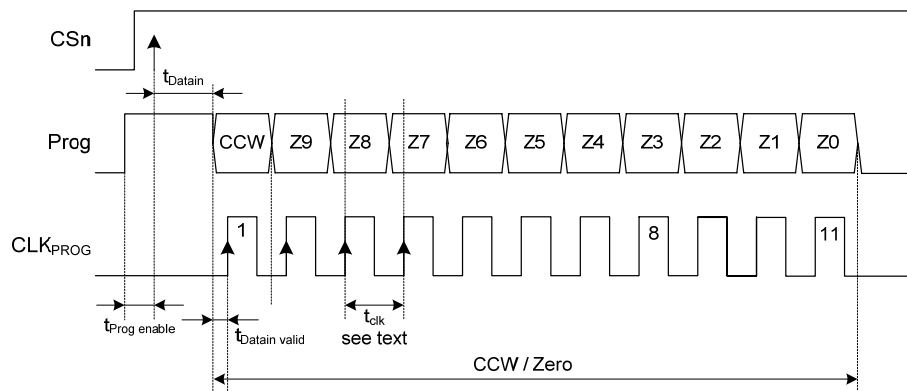 CSn
tDatain
Prog
CCW Z9 Z8 Z7 Z6 Z5 Z4 Z3 Z2 Z1 Z0
CLKPROG
1 8 11
tProg enable
tDatain valid
tclk
see text
CCW / Zero